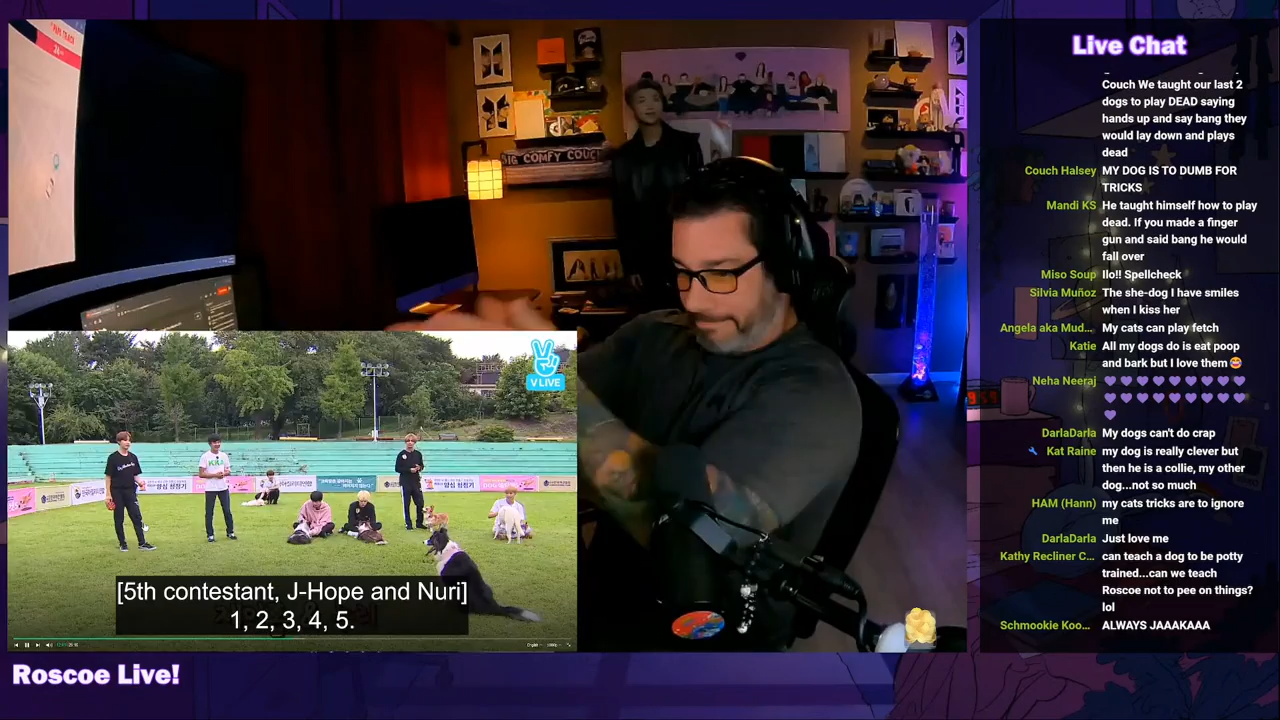 Live Chat
Couch We taught our last 2
dogs to play DEAD saying
hands up and say bang they
would lay down and plays
dead
Couch Halsey MY DOG IS TO DUMB FOR
TRICKS
Mandi KS He taught himself how to play
dead. If you made a finger
gun and said bang he would
fall over
Miso Soup Ilo!! Spellcheck
Silvia Muñoz The she-dog I have smiles
when I kiss her
Angela aka Mud... My cats can play fetch
Katie All my dogs do is eat poop
and bark but I love them
Neha Neeraj
DarlaDarla My dogs can't do crap
Kat Raine my dog is really clever but
then he is a collie, my other
dog...not so much
HAM (Hann) my cats tricks are to ignore
me
DarlaDarla Just love me
Kathy Recliner C... can teach a dog to be potty
trained...can we teach
Roscoe not to pee on things?
lol
Schmookie Koo... ALWAYS JAAAKAAA
BIG COMFY COUCH
V LIVE
[5th contestant, J-Hope and Nuri]
1, 2, 3, 4, 5.
Roscoe Live!